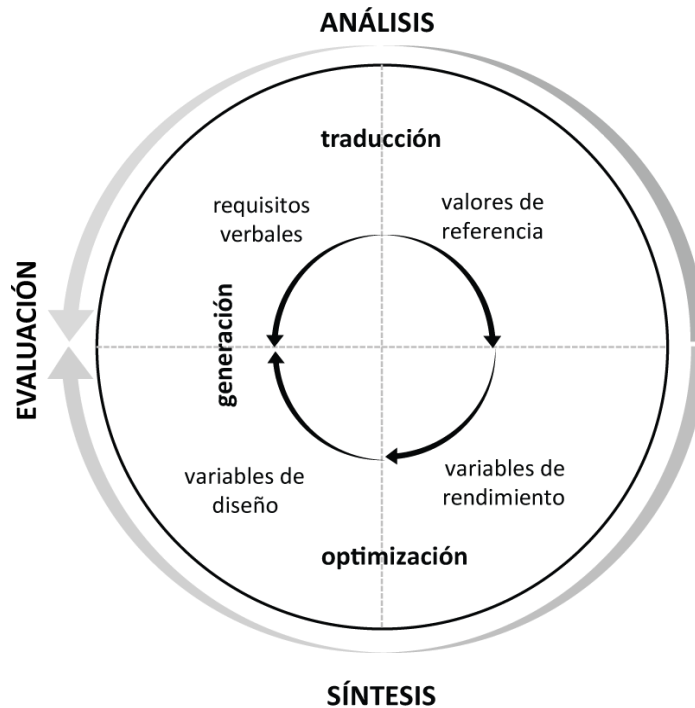 ANÁLISIS
traducción
requisitos
verbales
valores de
referencia
EVALUACIÓN
generación
variables de
diseño
variables de
rendimiento
optimización
SÍNTESIS